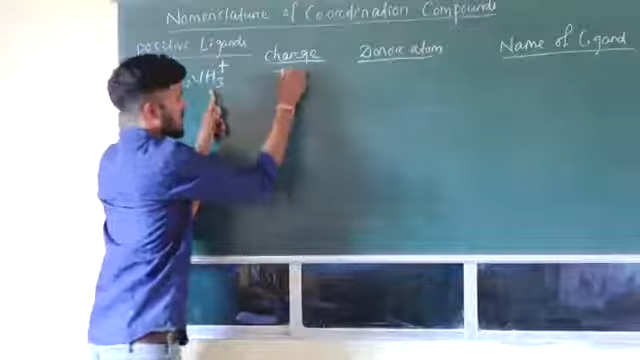 Nomenclature of Coordination Compounds
positive Ligands Charge Donor atom Name of Ligand
NH3+